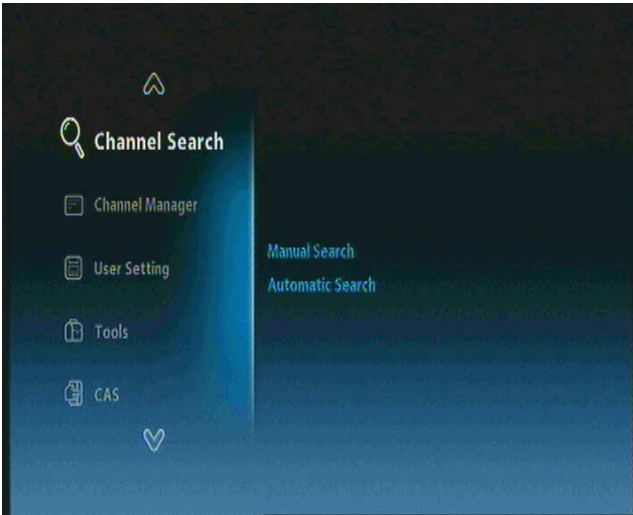 Channel Search
Channel Manager
User Setting
Tools
CAS
Manual Search
Automatic Search